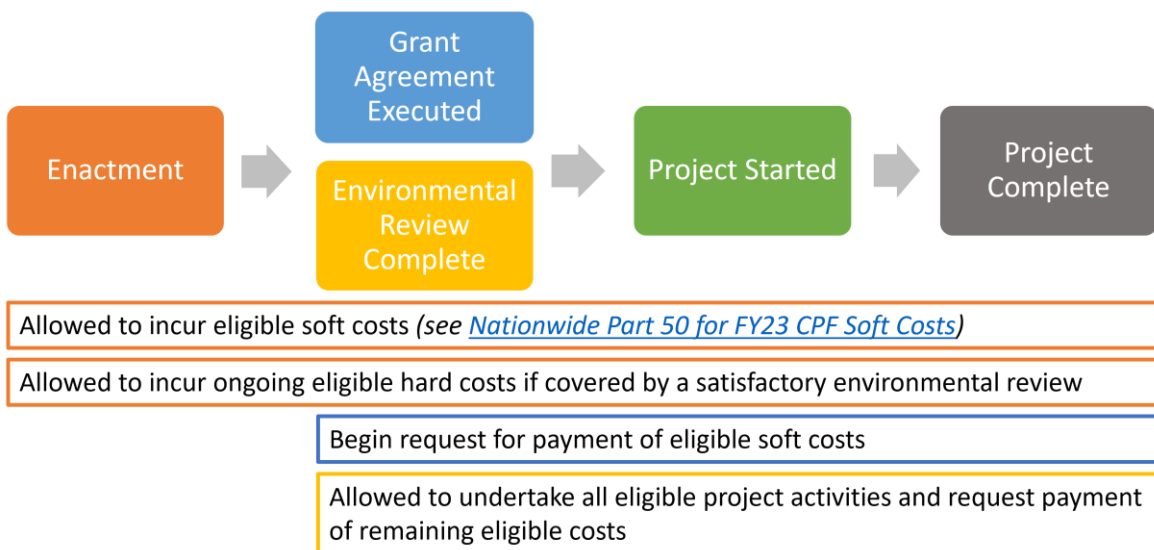 Enactment
Grant
Agreement
Executed
Environmental
Review
Complete
Project Started
Project
Complete
Allowed to incur eligible soft costs (see Nationwide Part 50 for FY23 CPF Soft Costs)
Allowed to incur ongoing eligible hard costs if covered by a satisfactory environmental review
Begin request for payment of eligible soft costs
Allowed to undertake all eligible project activities and request payment
of remaining eligible costs